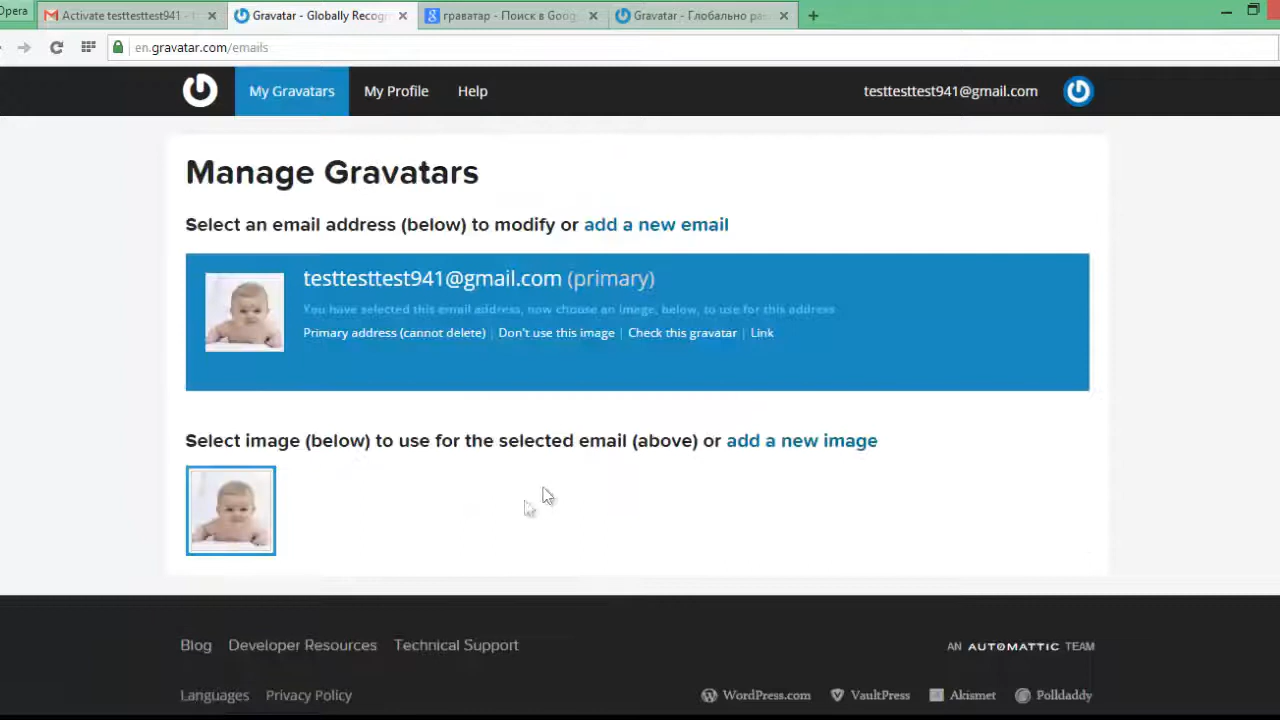 Opera
Activate testtesttest941 -
Gravatar - Globally Recogn
граватар - Поиск в Goog
Gravatar - Глобально ра
en.gravatar.com/emails
My Gravatars
My Profile
Help
testtesttest941@gmail.com
Manage Gravatars
Select an email address (below) to modify or add a new email
testtesttest941@gmail.com (primary)
You have selected this email address, now choose an image, below, to use for this address
Primary address (cannot delete) | Don't use this image | Check this gravatar | Link
Select image (below) to use for the selected email (above) or add a new image
Blog
Developer Resources
Technical Support
AN AUTOMATTIC TEAM
Languages
Privacy Policy
WordPress.com
VaultPress
Akismet
Polldaddy